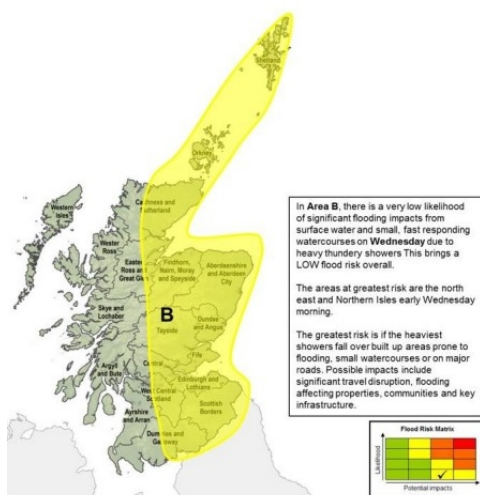 Shetland
Orkney
Caithness and
Sutherland
Western
Isles
Wester
Ross
Easter
Ross and
Great Glen
Findhorn,
Nairn, Moray
and Speyside
Aberdeenshire
and Aberdeen
City
Skye and
Lochaber
B
Tayside
Dundee
and Angus
Argyll
and Bute
Central
Fife
West Central
Scotland
Edinburgh and
Lothians
Ayrshire
and Arran
Scottish
Borders
Dumfries and
Galloway
In Area B, there is a very low likelihood
of significant flooding impacts from
surface water and small, fast responding
watercourses on Wednesday due to
heavy thundery showers This brings a
LOW flood risk overall.
The areas at greatest risk are the north
east and Northern Isles early Wednesday
morning.
The greatest risk is if the heaviest
showers fall over built up areas prone to
flooding, small watercourses or on major
roads. Possible impacts include
significant travel disruption, flooding
affecting properties, communities and key
infrastructure.
Flood Risk Matrix
Likelihood
Potential impacts